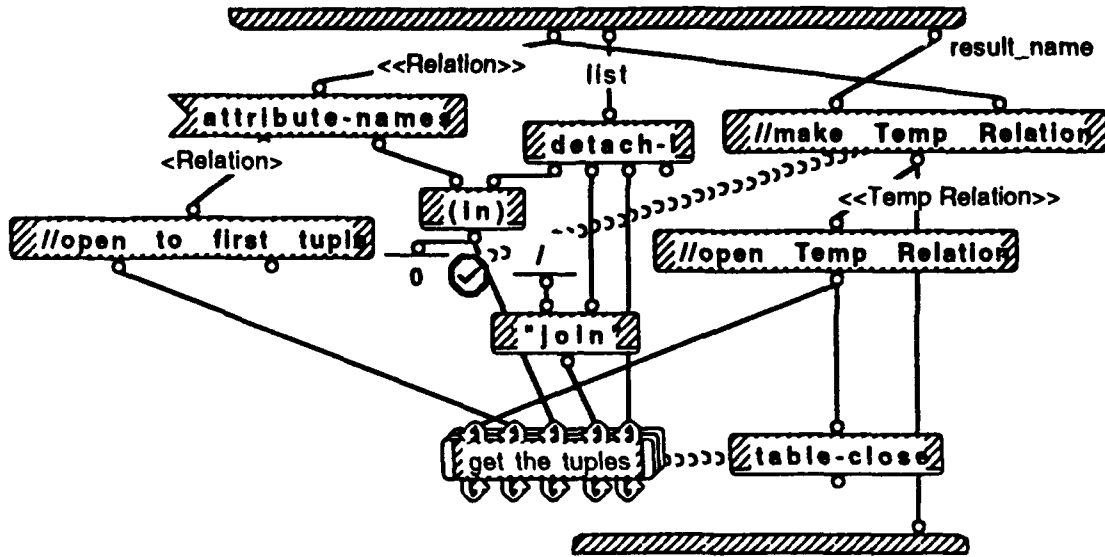 result_name
<<Relation>>
list
attribute-names
//make Temp Relation
detach-l
<Relation>
(in)
<<Temp Relation>>
//open to first tuple
//open Temp Relation
0
/
"join"
get the tuples
table-close